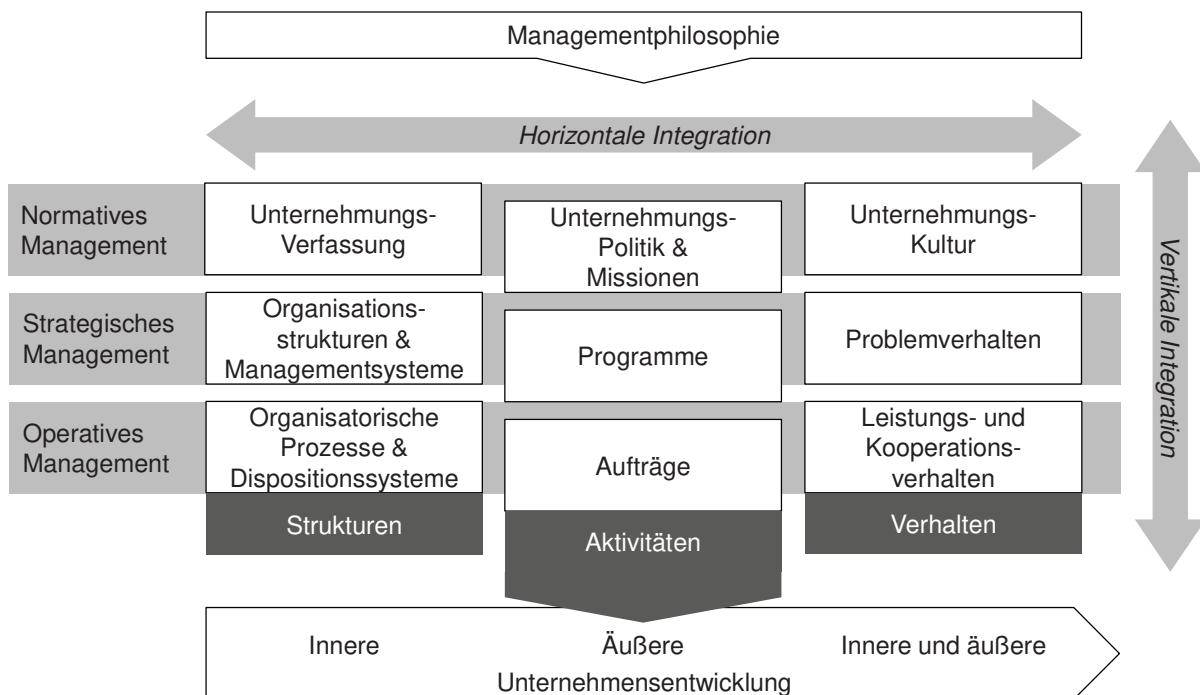 Managementphilosophie
Horizontale Integration
Vertikale Integration
Normatives
Management
Unternehmungs-
Verfassung
Unternehmungs-
Politik &
Missionen
Unternehmungs-
Kultur
Strategisches
Management
Organisations-
strukturen &
Managementsysteme
Programme
Problemverhalten
Operatives
Management
Organisatorische
Prozesse &
Dispositionssysteme
Aufträge
Leistungs- und
Kooperations-
verhalten
Strukturen
Aktivitäten
Verhalten
Innere
Äußere
Innere und äußere
Unternehmensentwicklung